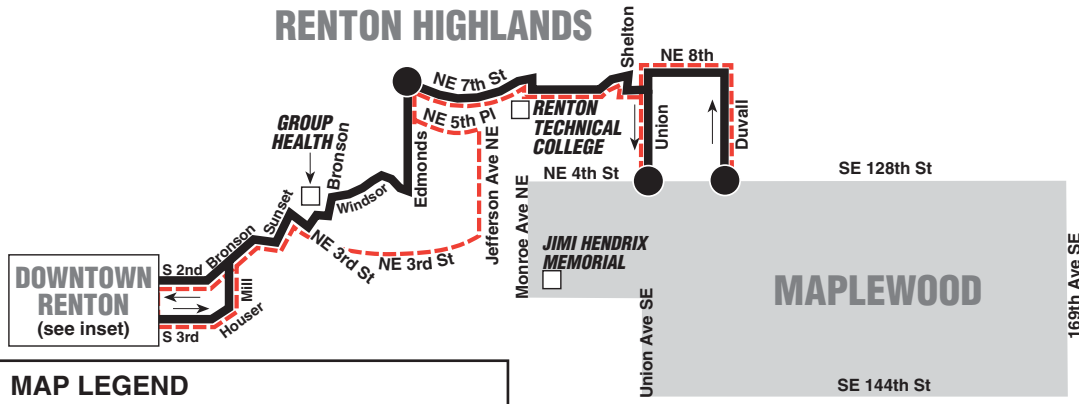 RENTON HIGHLANDS
Shelton
NE 8th
NE 7th St
NE 5th Pl
RENTON
TECHNICAL
COLLEGE
Union
Duvall
GROUP
HEALTH
Bronson
Windsor
Edmonds
Jefferson Ave NE
NE 4th St
SE 128th St
Sunset
Bronson
NE 3rd St
NE 3rd St
Monroe Ave NE
JIMI HENDRIX
MEMORIAL
MAPLEWOOD
169th Ave SE
DOWNTOWN
RENTON
(see inset)
S 2nd
Mill
Houser
S 3rd
Union Ave SE
SE 144th St
MAP LEGEND